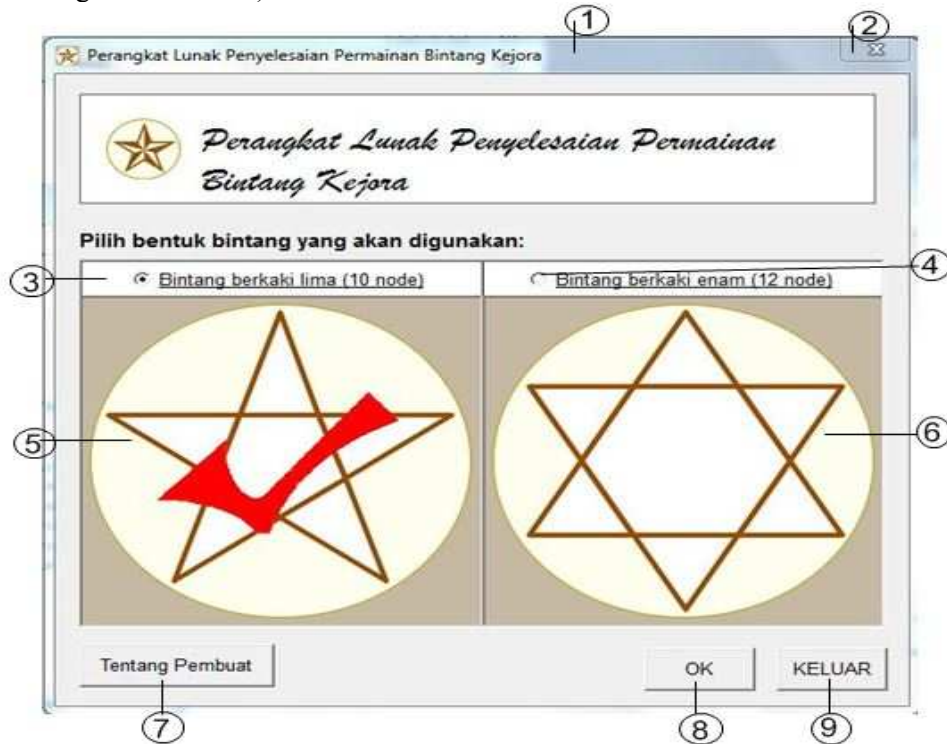 1
2
Perangkat Lunak Penyelesaian Permainan Bintang Kejora
Perangkat Lunak Penyelesaian Permainan
Bintang Kejora
Pilih bentuk bintang yang akan digunakan:
3
Bintang berkaki lima (10 node)
Bintang berkaki enam (12 node)
4
5
6
Tentang Pembuat
OK
KELUAR
7
8
9